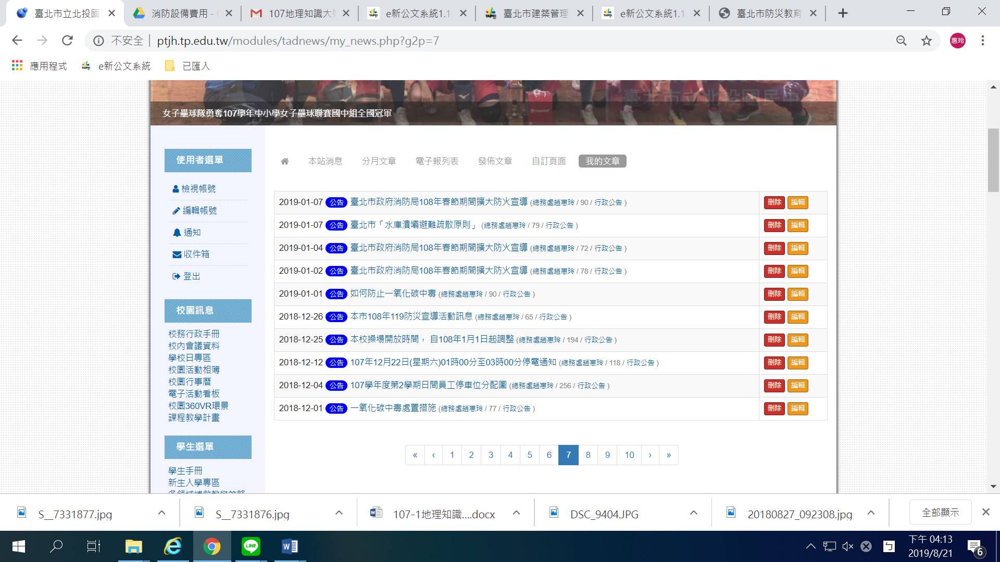 臺北市立北投國
消防設備費用 -
107地理知識大
e新公文系統1.1
臺北市建築管理
e新公文系統1.1
臺北市防災教育
不安全 | ptjh.tp.edu.tw/modules/tadnews/my_news.php?g2p=7
惠玲
應用程式
e新公文系統
已匯入
臺北市立北投國民中學
女子壘球隊勇奪107學年中小學女子壘球聯賽國中組全國冠軍
使用者選單
檢視帳號
編輯帳號
通知
收件箱
登出
校園訊息
校務行政手冊
校內會議資料
學校日專區
校園活動相簿
校園行事曆
電子活動看板
校園360VR環景
課程教學計畫
學生選單
學生手冊
新生入學專區
本站消息 分月文章 電子報列表 發佈文章 自訂頁面 我的文章
2019-01-07 公告 臺北市政府消防局108年春節期間擴大防火宣導 (總務處趙惠玲 / 90 / 行政公告 ) 刪除 編輯
2019-01-07 公告 臺北市「水庫潰壩避難疏散原則」 (總務處趙惠玲 / 79 / 行政公告 ) 刪除 編輯
2019-01-04 公告 臺北市政府消防局108年春節期間擴大防火宣導 (總務處趙惠玲 / 72 / 行政公告 ) 刪除 編輯
2019-01-02 公告 臺北市政府消防局108年春節期間擴大防火宣導 (總務處趙惠玲 / 78 / 行政公告 ) 刪除 編輯
2019-01-01 公告 如何防止一氧化碳中毒 (總務處趙惠玲 / 90 / 行政公告 ) 刪除 編輯
2018-12-26 公告 本市108年119防災宣導活動訊息 (總務處趙惠玲 / 65 / 行政公告 ) 刪除 編輯
2018-12-25 公告 本校操場開放時間， 自108年1月1日起調整 (總務處趙惠玲 / 194 / 行政公告 ) 刪除 編輯
2018-12-12 公告 107年12月22日(星期六)01時00分至03時00分停電通知 (總務處趙惠玲 / 118 / 行政公告 ) 刪除 編輯
2018-12-04 公告 107學年度第2學期日間員工停車位分配圖 (總務處趙惠玲 / 256 / 行政公告 ) 刪除 編輯
2018-12-01 公告 一氧化碳中毒處置措施 (總務處趙惠玲 / 77 / 行政公告 ) 刪除 編輯
« ‹ 1 2 3 4 5 6 7 8 9 10 › »
S__7331877.jpg
S__7331876.jpg
107-1地理知識....docx
DSC_9404.JPG
20180827_092308.jpg
全部顯示
LINE
ㄅ
下午 04:13
2019/8/21
6